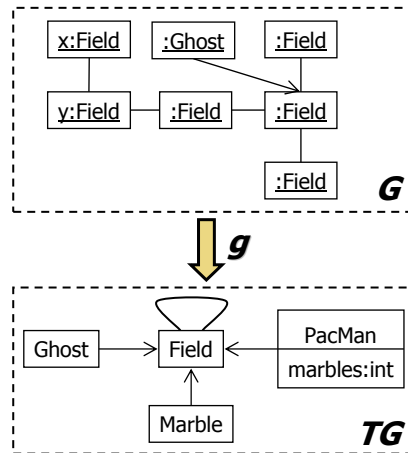 x:Field
:Ghost
:Field
y:Field
:Field
:Field
:Field
G
g
Ghost
Field
PacMan
marbles:int
Marble
TG